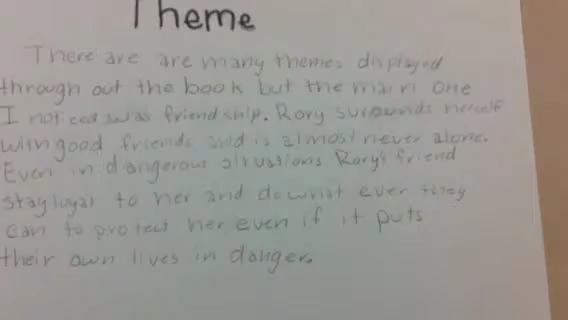 Theme
There are are many themes displayed
through out the book but the main one
I noticed was friendship. Rory surounds herself
with good friends and is almost never alone.
Even in dangerous situations Rory's friend
stay loyal to her and do what ever they
can to protect her even if it puts
their own lives in danger.